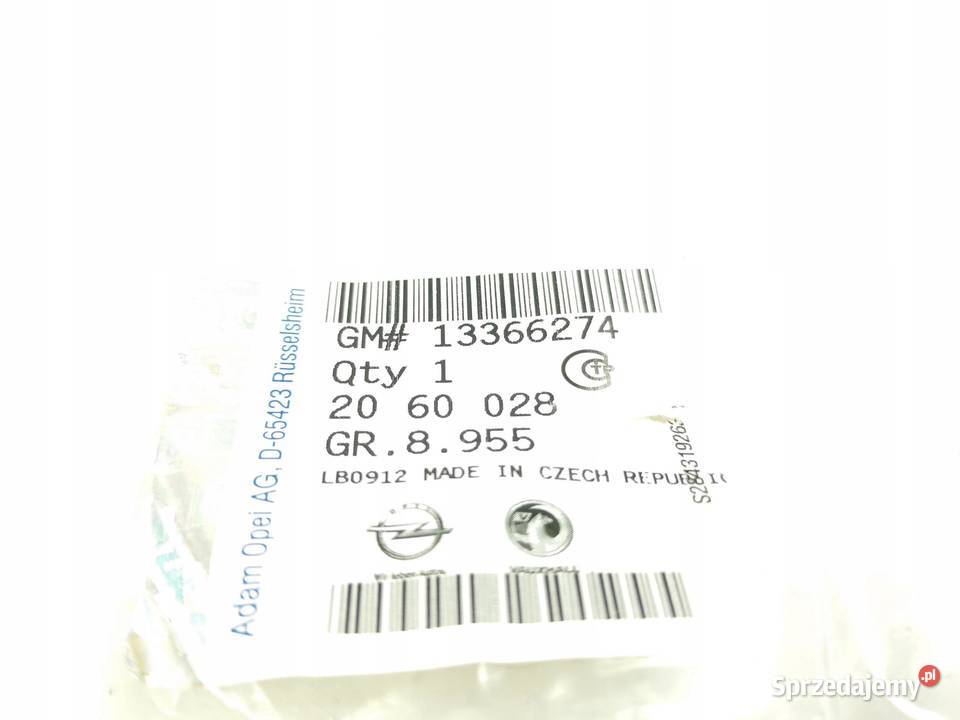 GM# 13366274
Qty 1
20 60 028
GR.8.955
LB0912 MADE IN CZECH
Adam Opel AG, D-65423 Rüsselsheim
VAUXHALL
Sprzedajemy.pl